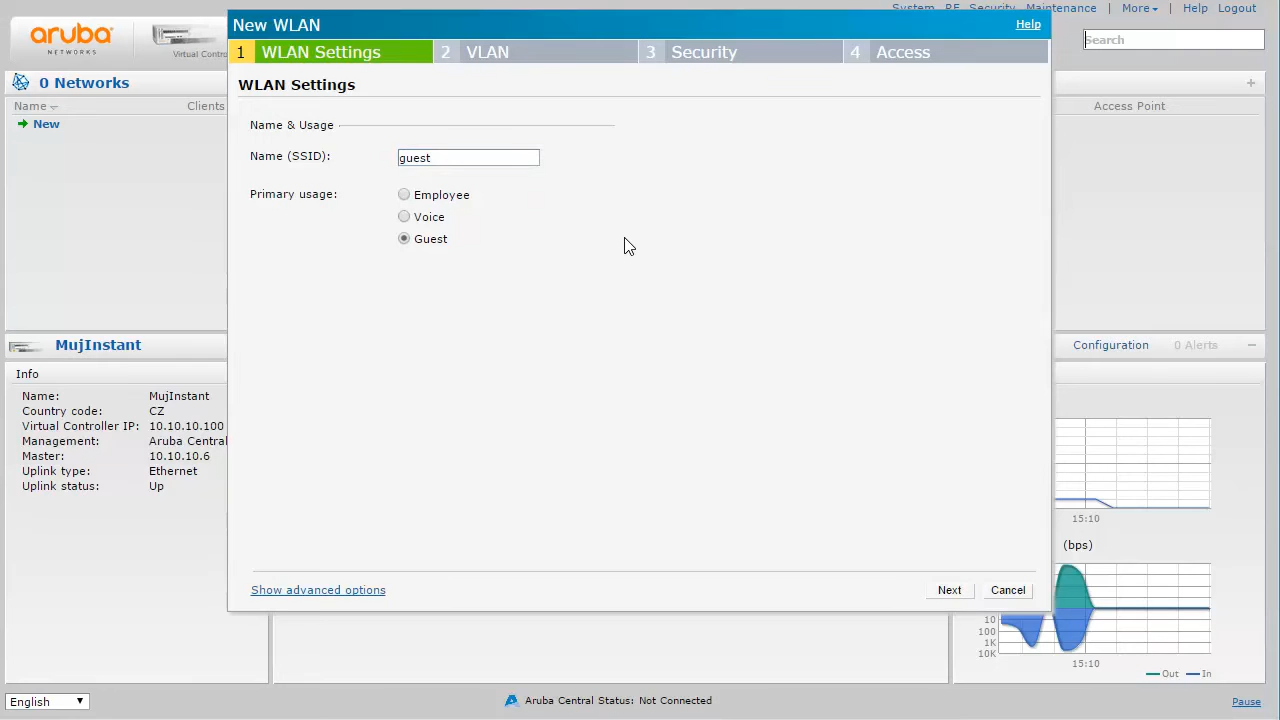 System RF Security Maintenance | More | Help Logout
aruba
NETWORKS
Virtual Contro
Search
New WLAN
Help
1 WLAN Settings
2 VLAN
3 Security
4 Access
WLAN Settings
Name & Usage
Name (SSID): guest
Primary usage: Employee
Voice
Guest
Show advanced options
Next
Cancel
0 Networks
Name
Clients
New
Access Point
MujInstant
Info
Name: MujInstant
Country code: CZ
Virtual Controller IP: 10.10.10.100
Management: Aruba Central
Master: 10.10.10.6
Uplink type: Ethernet
Uplink status: Up
Configuration
0 Alerts
15:10
(bps)
10
100
1K
10K
15:10
Out In
English
Aruba Central Status: Not Connected
Pause